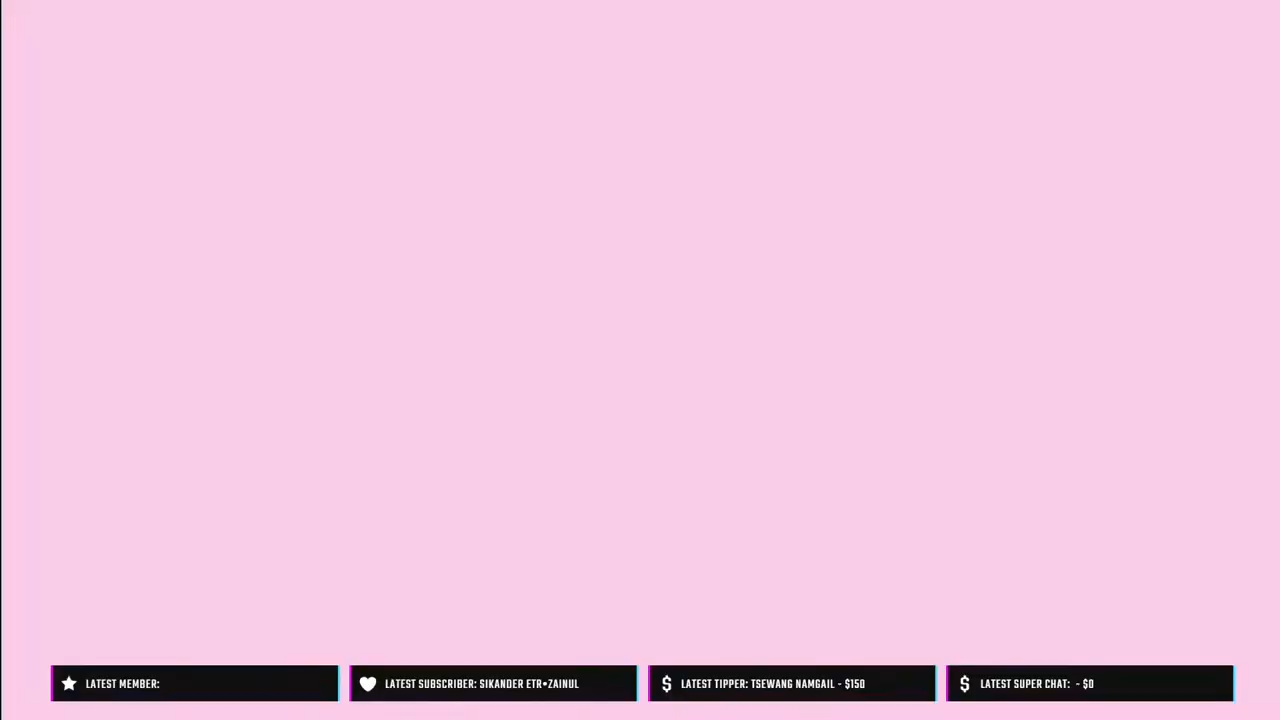 LATEST MEMBER:
LATEST SUBSCRIBER: SIKANDER ETR•ZAINUL
LATEST TIPPER: TSEWANG NAMGAIL - $150
LATEST SUPER CHAT:  - $0